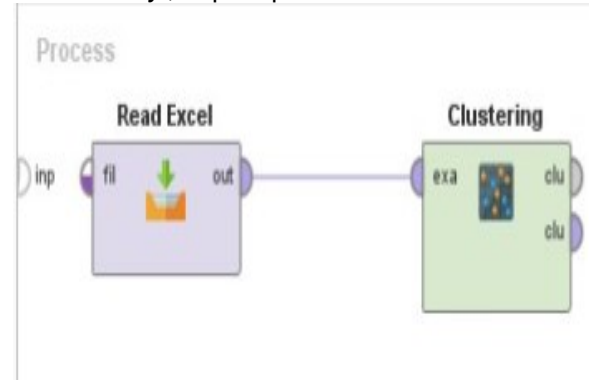 Process
Read Excel
Clustering
inp
fil
out
exa
clu
clu